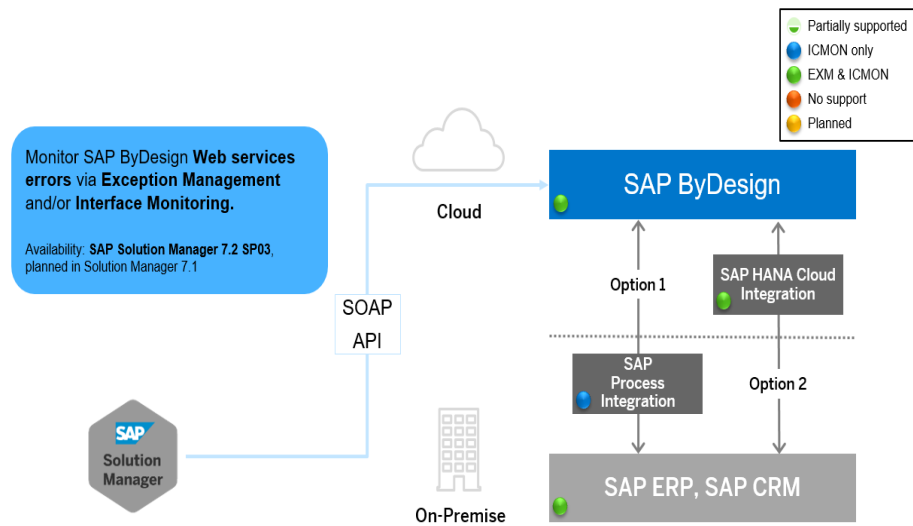 Partially supported
ICMON only
EXM & ICMON
No support
Planned
Monitor SAP ByDesign Web services
errors via Exception Management
and/or Interface Monitoring.
Availability: SAP Solution Manager 7.2 SP03,
planned in Solution Manager 7.1
Cloud
SAP ByDesign
Option 1
SAP HANA Cloud
Integration
SOAP
API
SAP
Process
Integration
Option 2
SAP
Solution
Manager
On-Premise
SAP ERP, SAP CRM